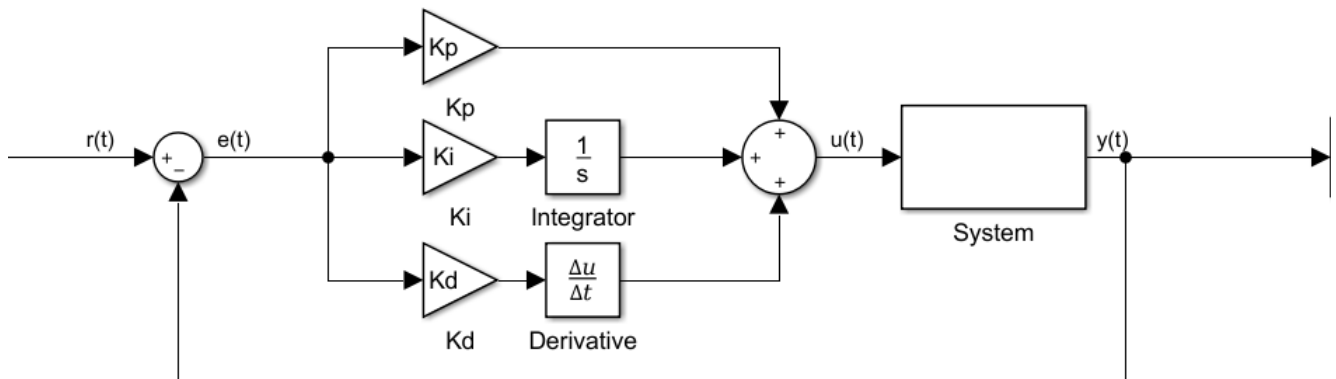 Kp
Kp
r(t)
+
−
e(t)
Ki
1
s
+
+
+
u(t)
y(t)
Ki
Integrator
System
Kd
Δu
Δt
Kd
Derivative